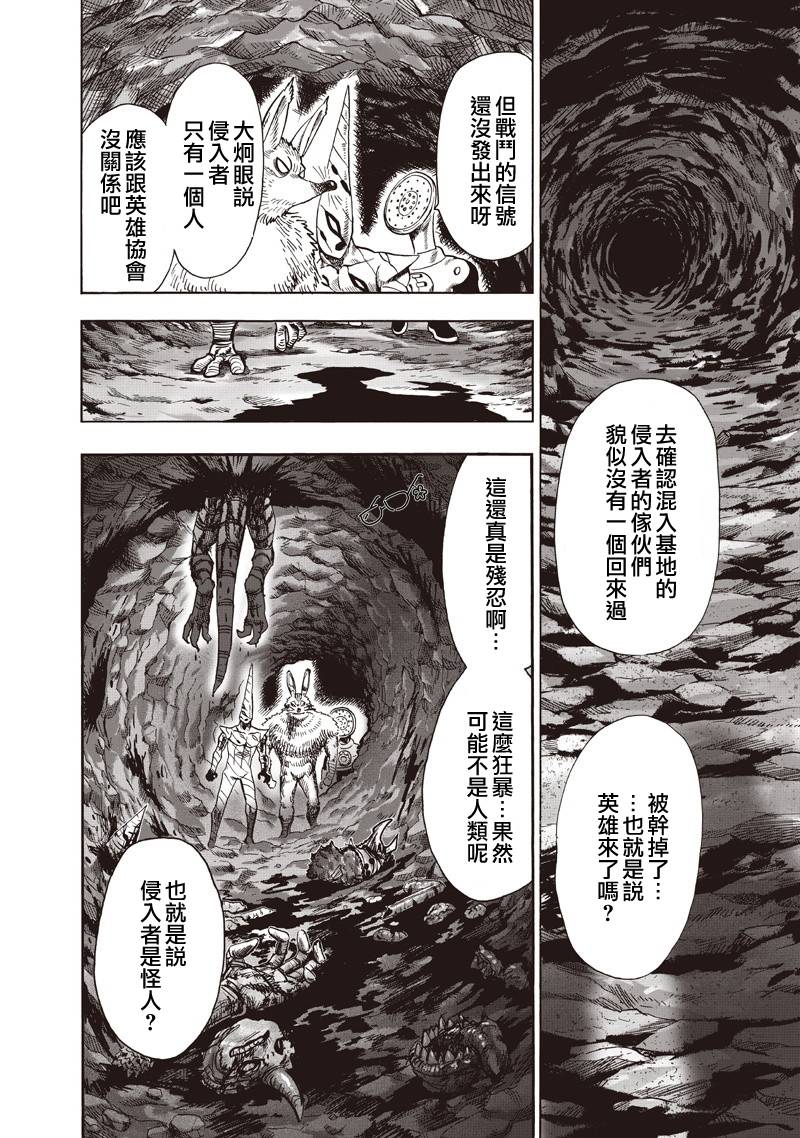 去確認混入基地的
侵入者的傢伙們
貌似沒有一個回來過
被幹掉了…
…也就是說
英雄來了嗎？
但戰鬥的信號
還沒發出來呀
大炯眼說
侵入者
只有一個人
應該跟英雄協會
沒關係吧
這還真是殘忍啊…
這麼狂暴…果然
可能不是人類呢
也就是說
侵入者是怪人？